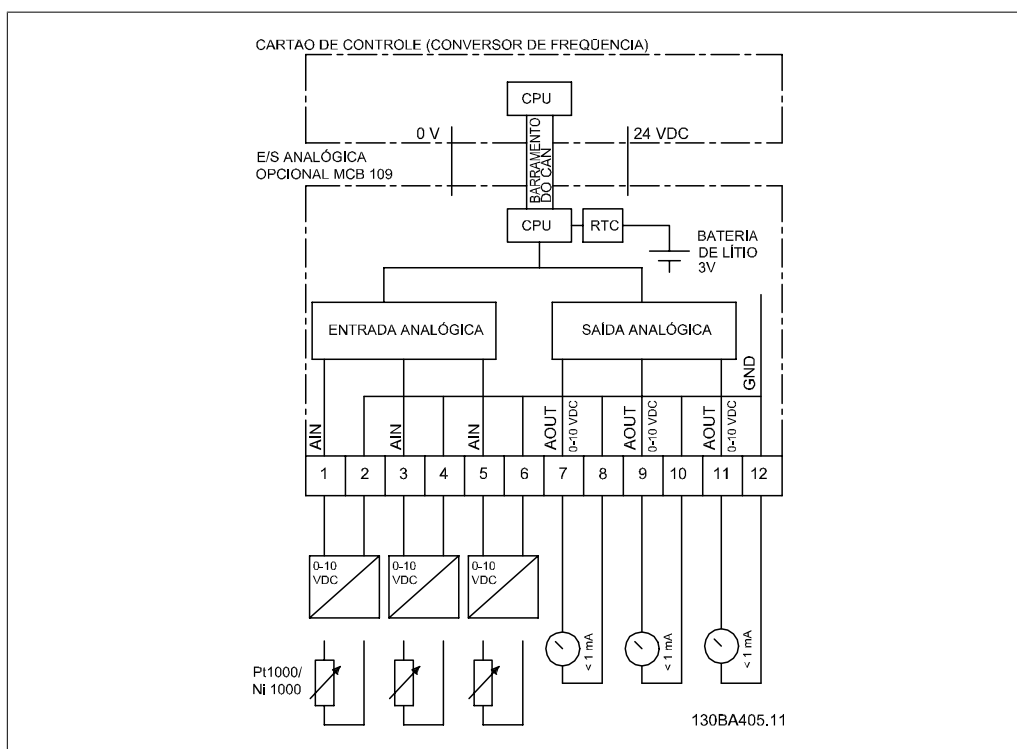 CARTAO DE CONTROLE (CONVERSOR DE FREQÜENCIA)
CPU
0 V
24 VDC
BARRAMENTO
DO CAN
E/S ANALÓGICA
OPCIONAL MCB 109
CPU
RTC
BATERIA
DE LÍTIO
3V
ENTRADA ANALÓGICA
SAÍDA ANALÓGICA
GND
AIN
AIN
AIN
AOUT
0-10 VDC
AOUT
0-10 VDC
AOUT
0-10 VDC
1 2 3 4 5 6 7 8 9 10 11 12
0-10
VDC
0-10
VDC
0-10
VDC
< 1 mA
< 1 mA
< 1 mA
Pt1000/
Ni 1000
130BA405.11